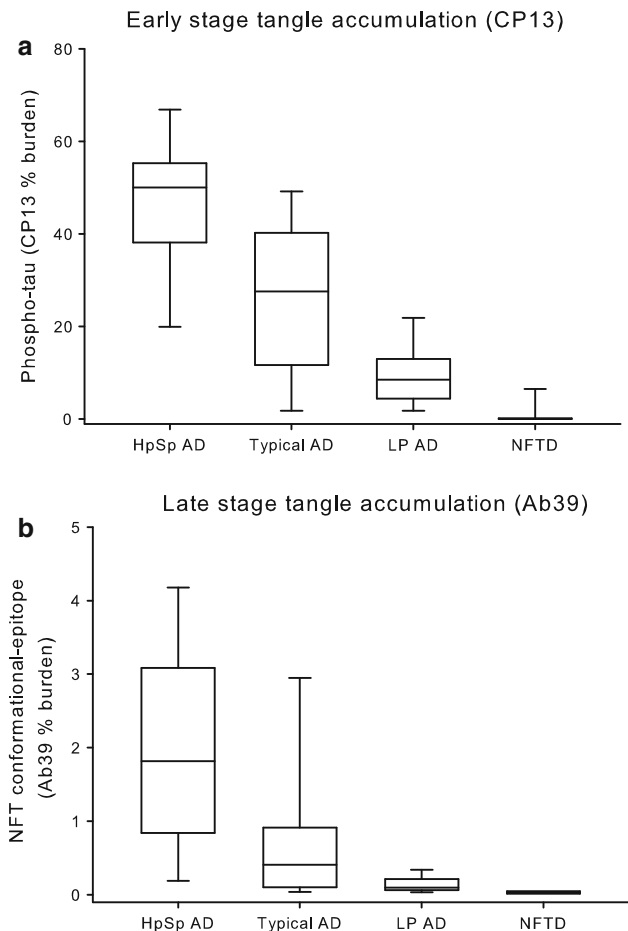 Early stage tangle accumulation (CP13)
a
80
60
40
20
0
Phospho-tau (CP13 % burden)
HpSp AD Typical AD LP AD NFTD
Late stage tangle accumulation (Ab39)
b
5
4
3
2
1
0
NFT conformational-epitope
(Ab39 % burden)
HpSp AD Typical AD LP AD NFTD